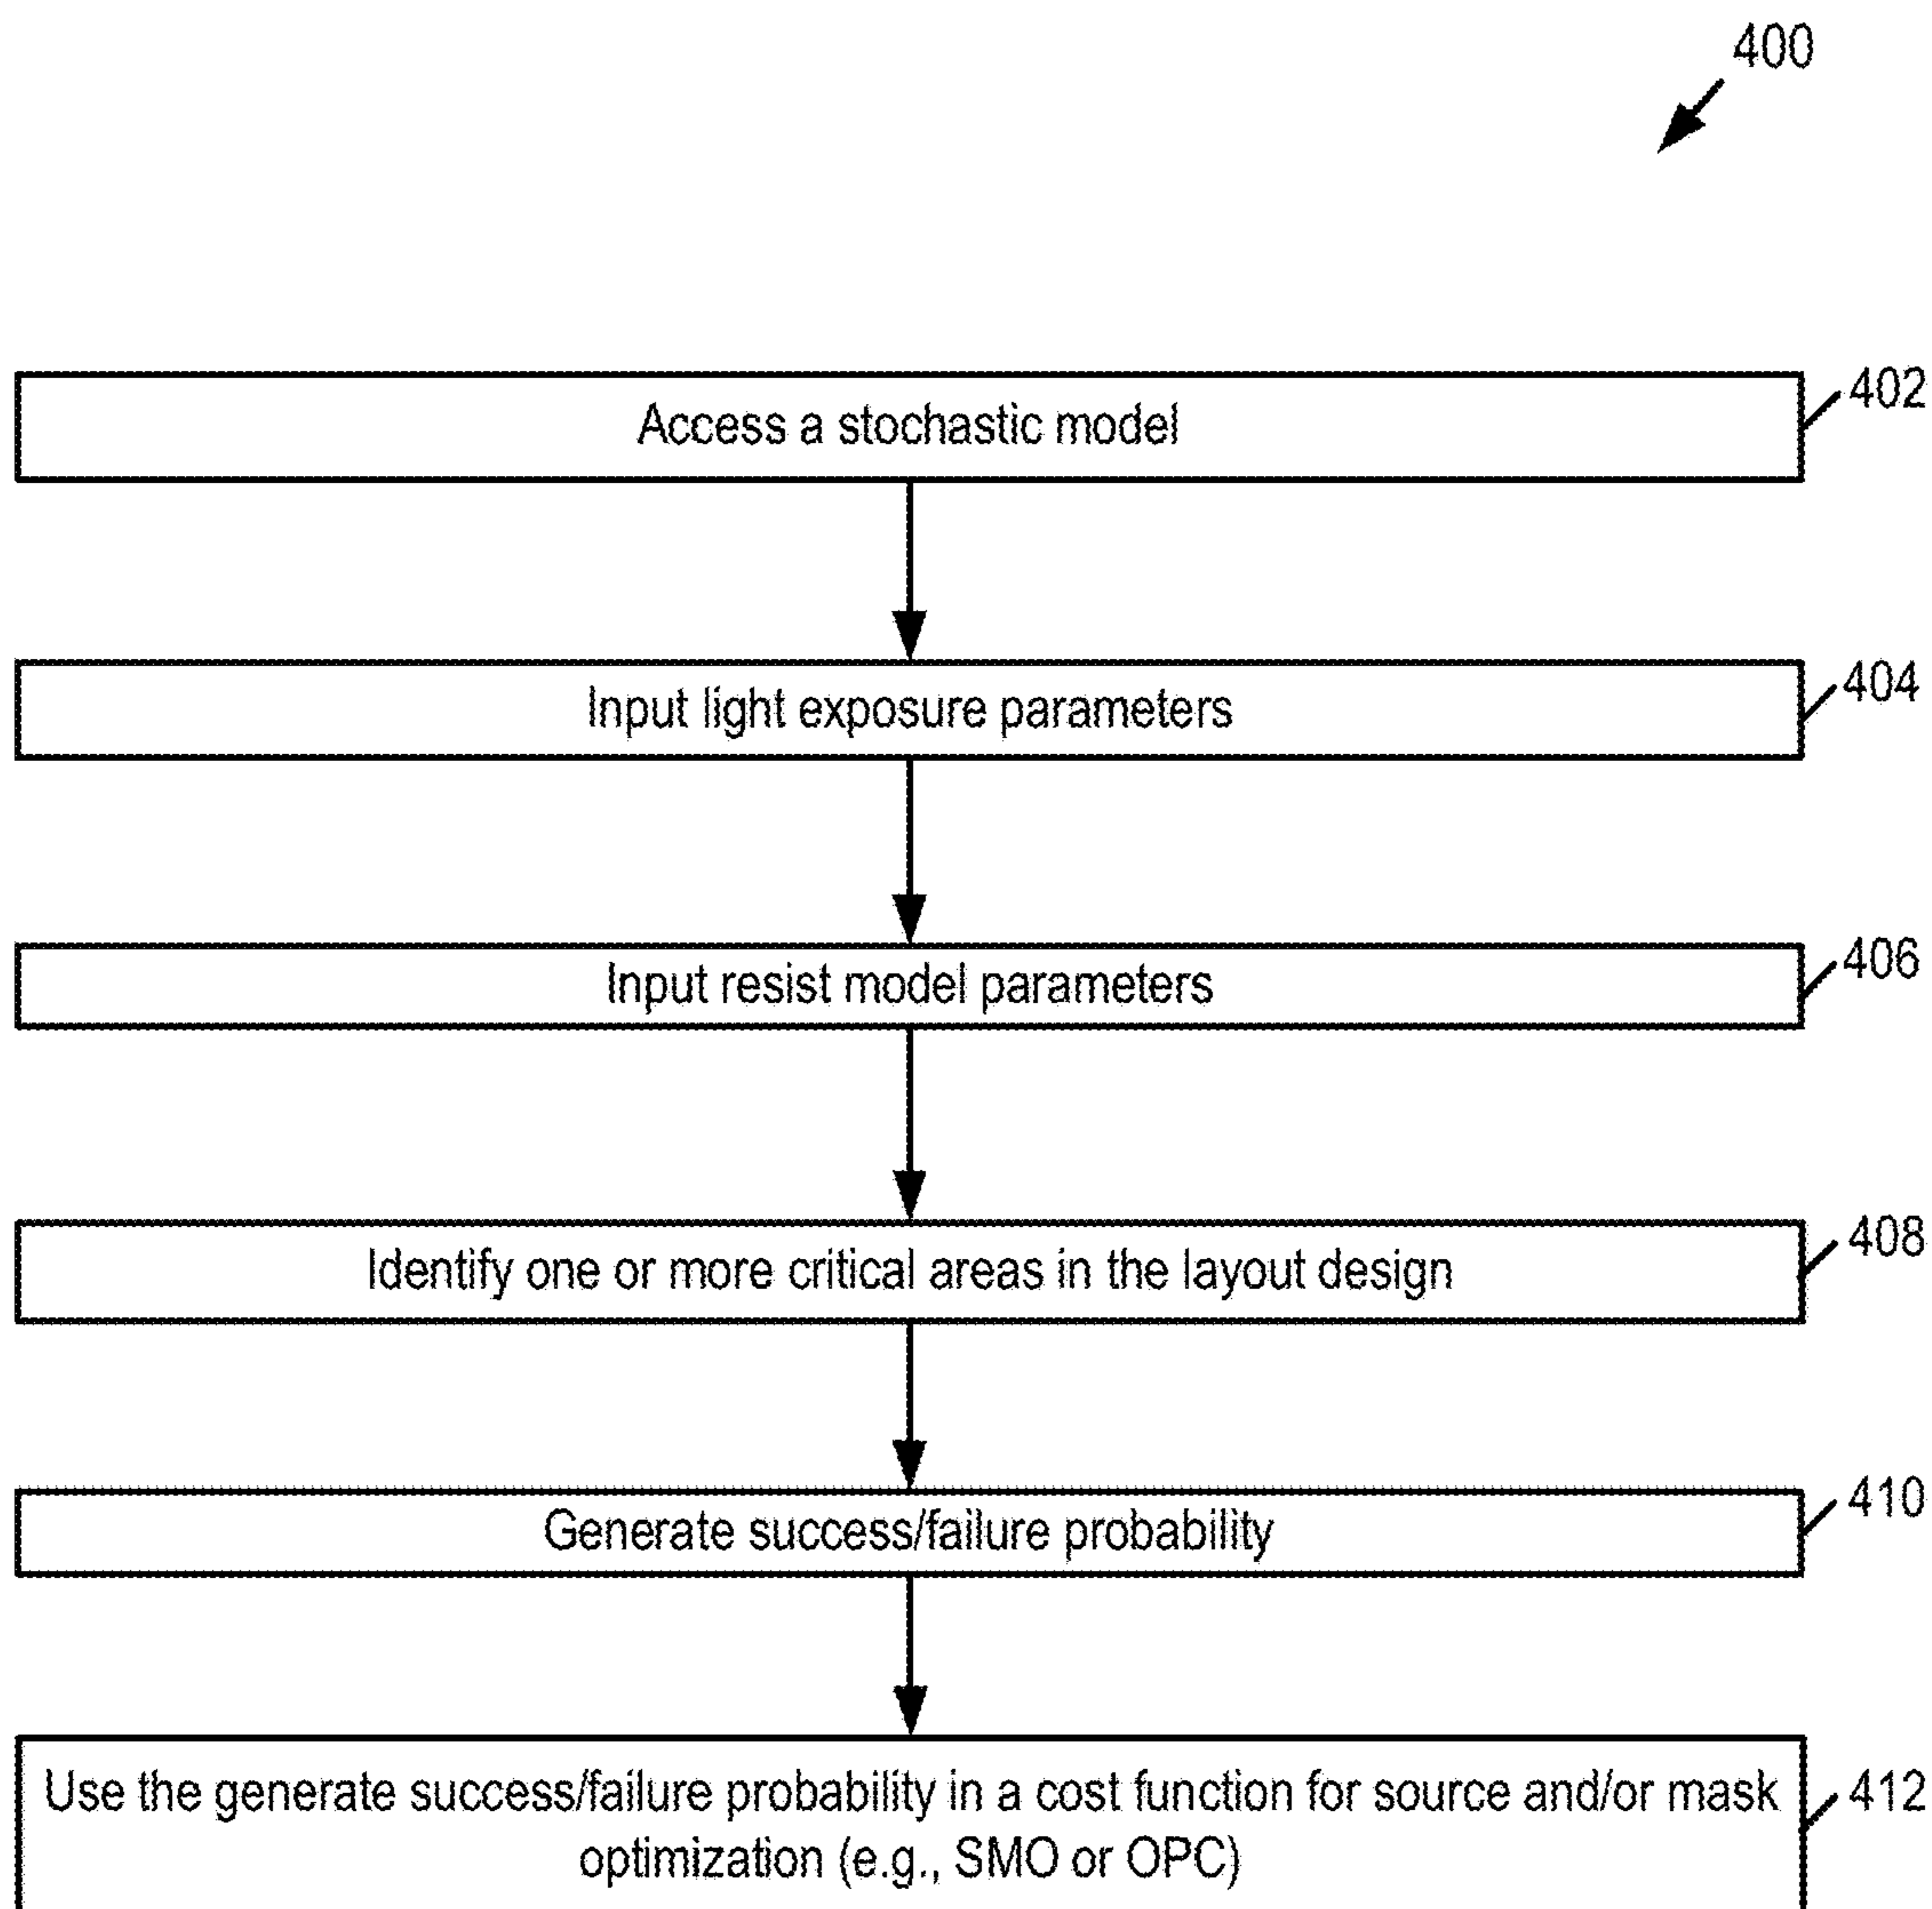 400
Access a stochastic model
402
Input light exposure parameters
404
Input resist model parameters
406
Identify one or more critical areas in the layout design
408
Generate success/failure probability
410
Use the generate success/failure probability in a cost function for source and/or mask
optimization (e.g., SMO or OPC)
412